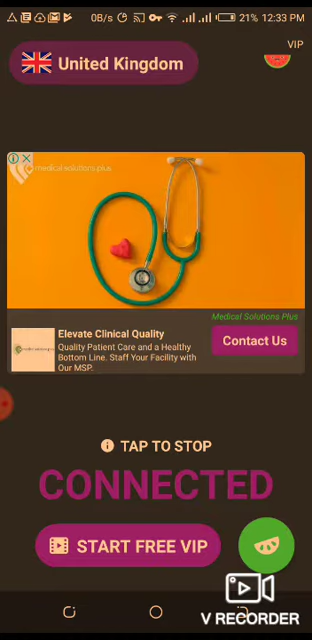 0B/s
21% 12:33 PM
VIP
United Kingdom
medical solutions plus
Medical Solutions Plus
Elevate Clinical Quality
Quality Patient Care and a Healthy
Bottom Line. Staff Your Facility with
Our MSP.
Contact Us
TAP TO STOP
CONNECTED
START FREE VIP
V RECORDER